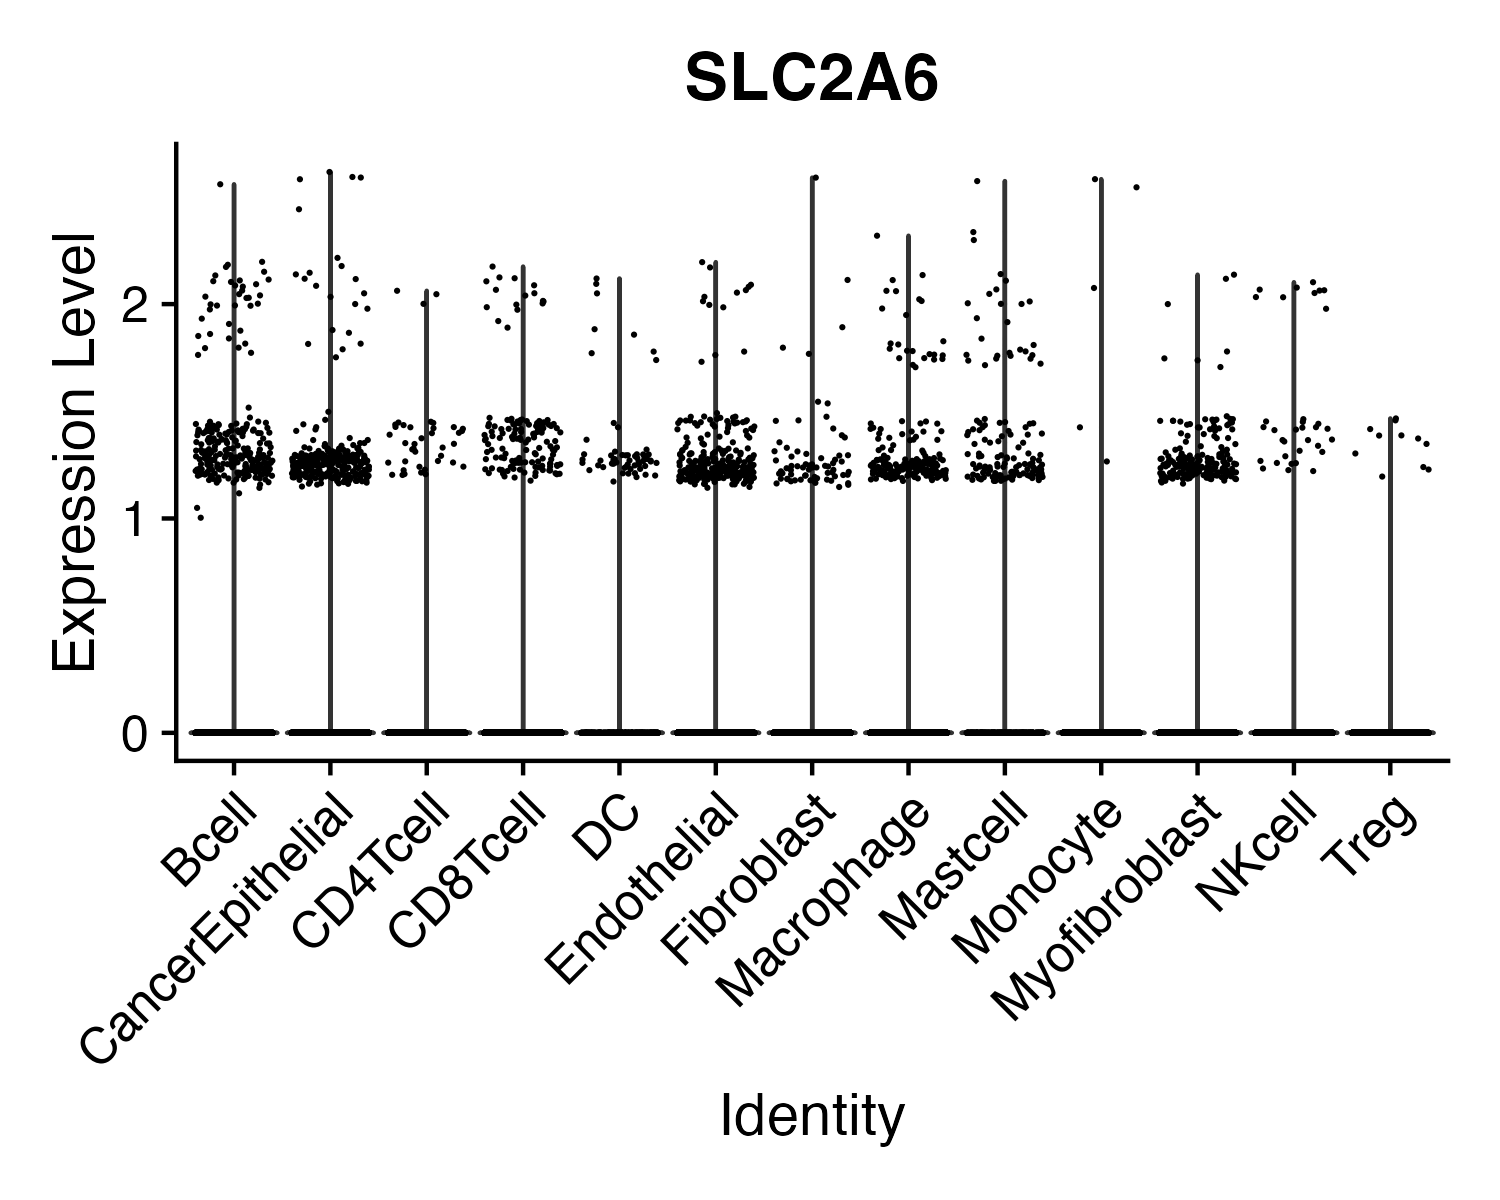 SLC2A6
Expression Level
2
1
0
Bcell
CancerEpithelial
CD4Tcell
CD8Tcell
DC
Endothelial
Fibroblast
Macrophage
Mastcell
Monocyte
Myofibroblast
NKcell
Treg
Identity